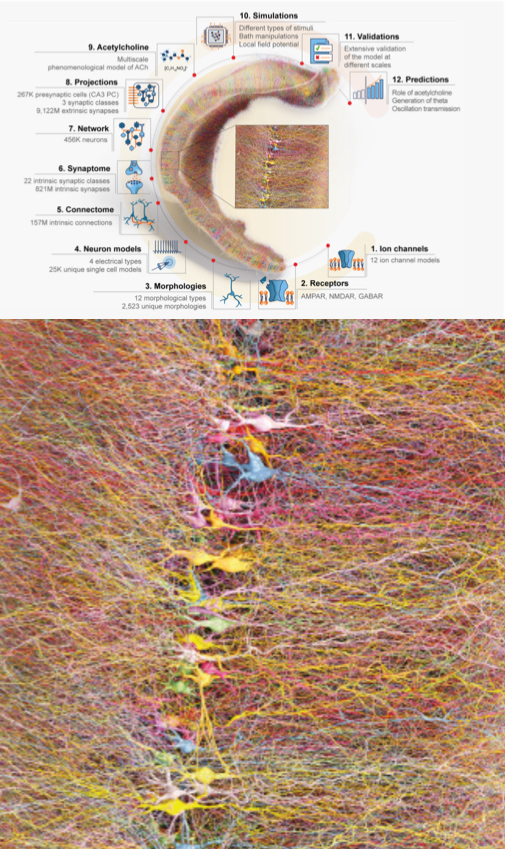 10. Simulations
Different types of stimuli
Bath manipulations
Local field potential
11. Validations
Extensive validation
of the model at
different scales
12. Predictions
Role of acetylcholine
Generation of theta
Oscillation transmission
9. Acetylcholine
Multiscale
phenomenological model of ACh
8. Projections
267K presynaptic cells (CA3 PC)
3 synaptic classes
9,122M extrinsic synapses
7. Network
456K neurons
6. Synaptome
22 intrinsic synaptic classes
821M intrinsic synapses
5. Connectome
157M intrinsic connections
4. Neuron models
4 electrical types
25K unique single cell models
3. Morphologies
12 morphological types
2,523 unique morphologies
2. Receptors
AMPAR, NMDAR, GABAR
1. Ion channels
12 ion channel models